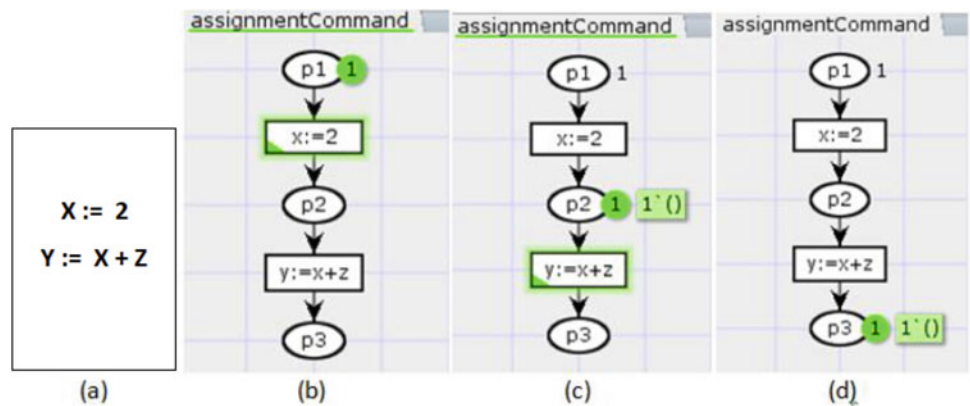 X := 2
Y := X + Z
(a)
assignmentCommand
p1 1
x:=2
p2
y:=x+z
p3
(b)
assignmentCommand
p1 1
x:=2
p2 1 1`()
y:=x+z
p3
(c)
assignmentCommand
p1 1
x:=2
p2
y:=x+z
p3 1 1`()
(d)